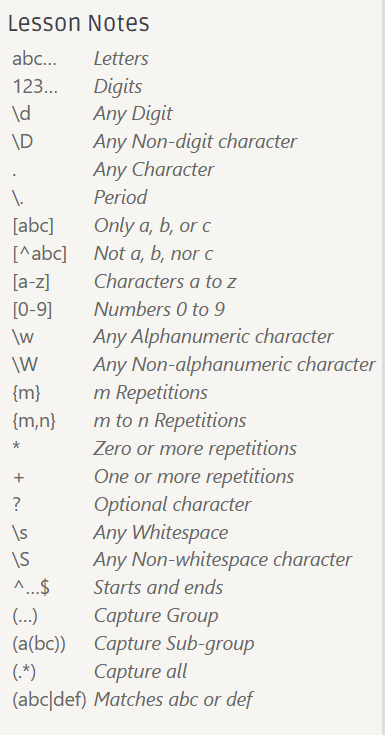 Lesson Notes
abc… Letters
123… Digits
\d Any Digit
\D Any Non-digit character
. Any Character
\. Period
[abc] Only a, b, or c
[^abc] Not a, b, nor c
[a-z] Characters a to z
[0-9] Numbers 0 to 9
\w Any Alphanumeric character
\W Any Non-alphanumeric character
{m} m Repetitions
{m,n} m to n Repetitions
* Zero or more repetitions
+ One or more repetitions
? Optional character
\s Any Whitespace
\S Any Non-whitespace character
^…$ Starts and ends
(…) Capture Group
(a(bc)) Capture Sub-group
(.*) Capture all
(abc|def) Matches abc or def